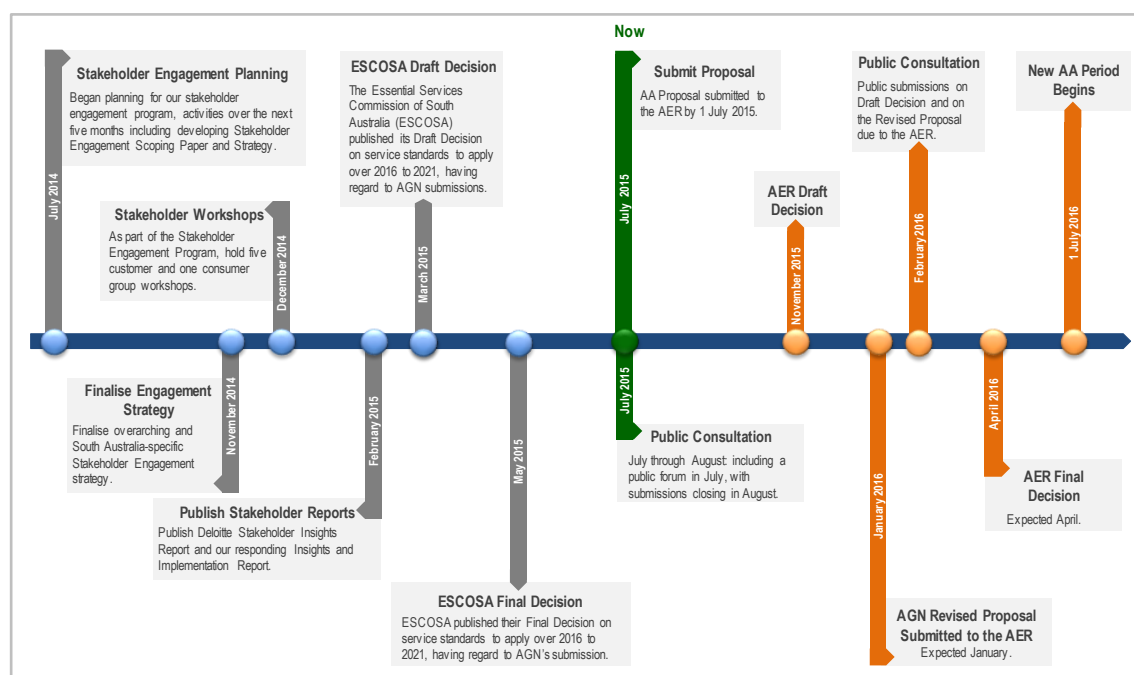 Now
July 2014
Stakeholder Engagement Planning
Began planning for our stakeholder
engagement program, activities over the next
five months including developing Stakeholder
Engagement Scoping Paper and Strategy.
Stakeholder Workshops
As part of the Stakeholder
Engagement Program, hold five
customer and one consumer
group workshops.
December 2014
ESCOSA Draft Decision
The Essential Services
Commission of South
Australia (ESCOSA)
published its Draft Decision
on service standards to apply
over 2016 to 2021, having
regard to AGN submissions.
March 2015
July 2015
Submit Proposal
AA Proposal submitted to
the AER by 1 July 2015.
AER Draft
Decision
November 2015
Public Consultation
Public submissions on
Draft Decision and on
the Revised Proposal
due to the AER.
February 2016
New AA Period
Begins
1 July 2016
Finalise Engagement
Strategy
Finalise overarching and
South Australia-specific
Stakeholder Engagement
strategy.
November 2014
Publish Stakeholder Reports
Publish Deloitte Stakeholder Insights
Report and our responding Insights and
Implementation Report.
February 2015
May 2015
ESCOSA Final Decision
ESCOSA published their Final Decision on
service standards to apply over 2016 to
2021, having regard to AGN's submission.
July 2015
Public Consultation
July through August: including a
public forum in July, with
submissions closing in August.
January 2016
AGN Revised Proposal
Submitted to the AER
Expected January.
April 2016
AER Final
Decision
Expected April.